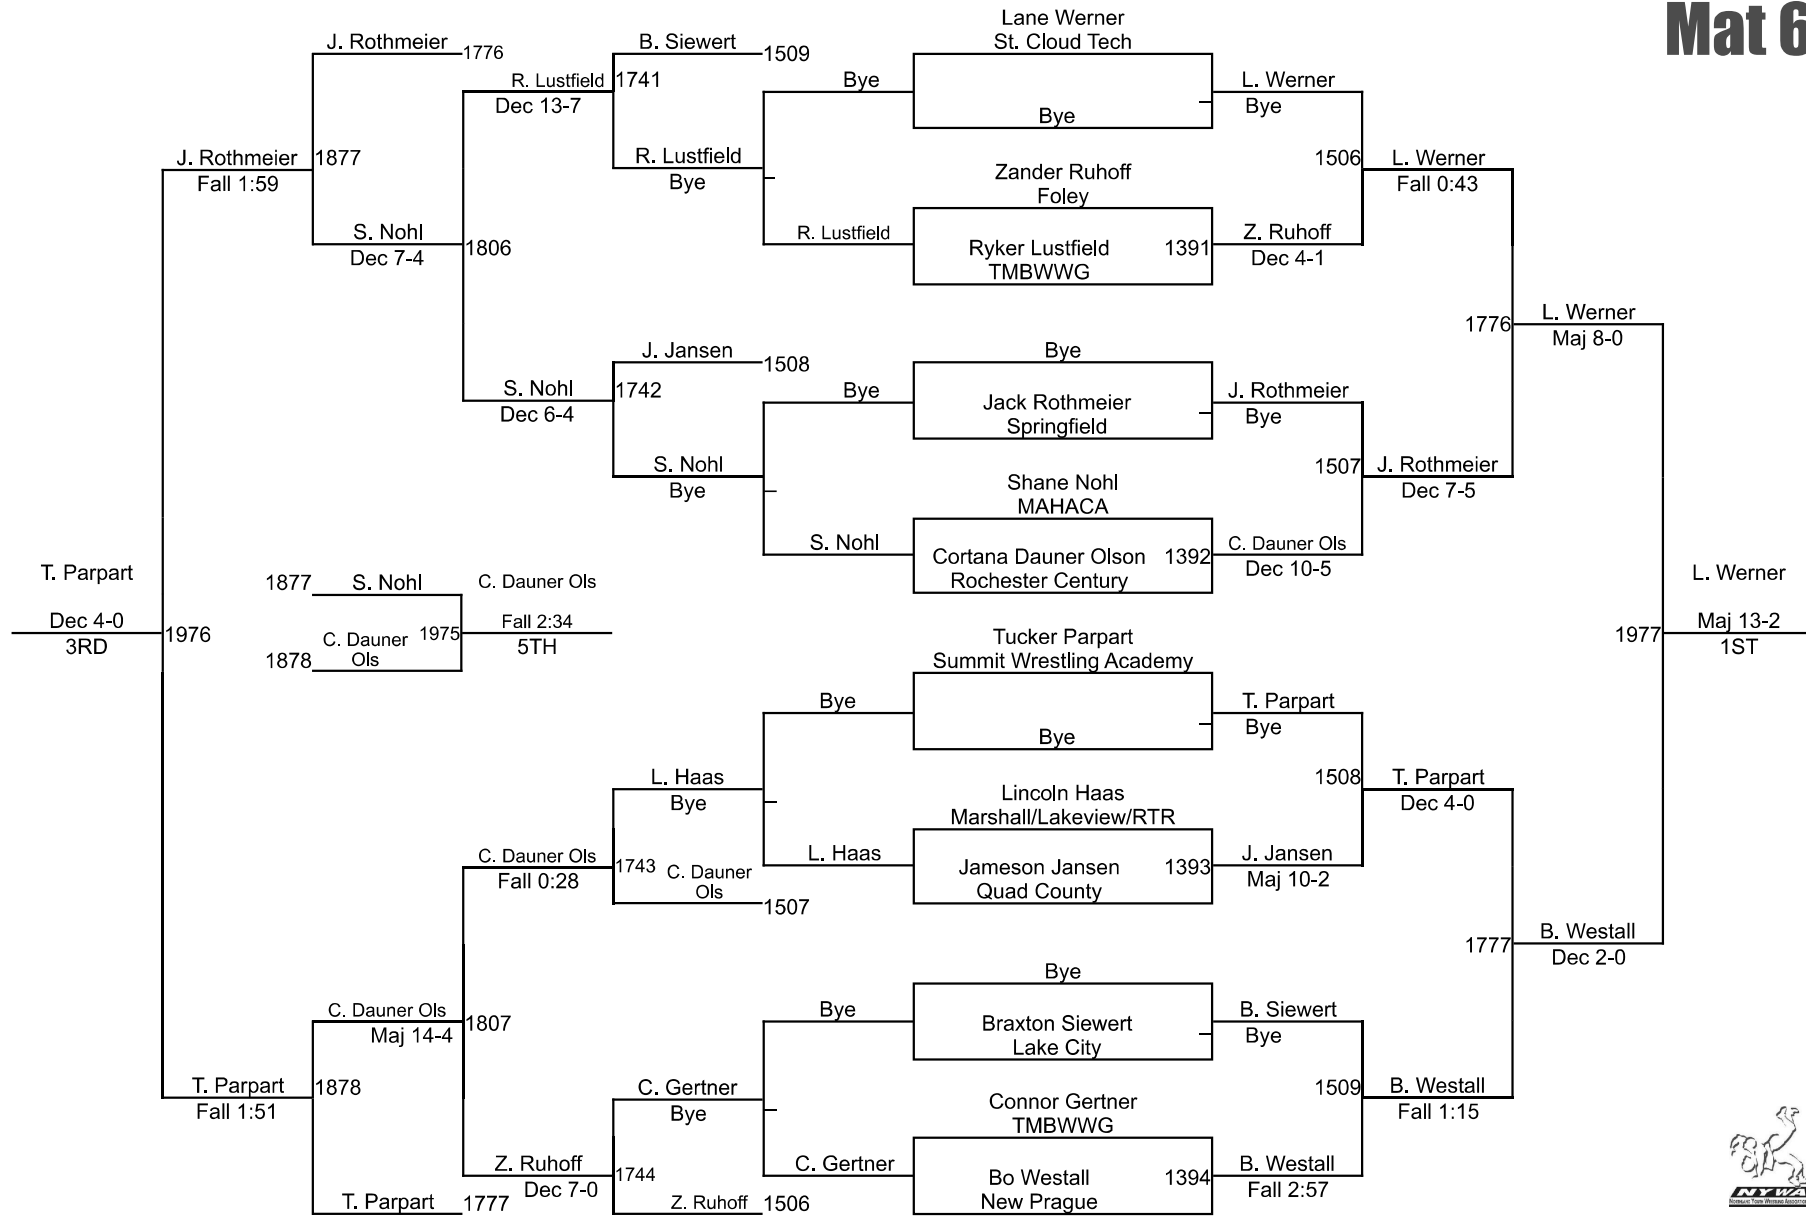 Mat 6
Lane Werner
St. Cloud Tech
J. Rothmeier
1776
B. Siewert
1509
R. Lustfield
1741
Dec 13-7
Bye
L. Werner
Bye
Bye
J. Rothmeier
1877
Fall 1:59
R. Lustfield
Bye
1506
L. Werner
Fall 0:43
Zander Ruhoff
Foley
S. Nohl
1806
Dec 7-4
R. Lustfield
Ryker Lustfield
TMBWWG
1391
Z. Ruhoff
Dec 4-1
1776
L. Werner
Maj 8-0
J. Jansen
1508
Bye
S. Nohl
1742
Dec 6-4
Bye
Jack Rothmeier
Springfield
J. Rothmeier
Bye
S. Nohl
Bye
1507
J. Rothmeier
Dec 7-5
Shane Nohl
MAHACA
S. Nohl
Cortana Dauner Olson
Rochester Century
1392
C. Dauner Ols
Dec 10-5
T. Parpart
Dec 4-0
3RD
1976
1877
S. Nohl
C. Dauner Ols
1878
C. Dauner
Ols
1975
Fall 2:34
5TH
L. Werner
1977
Maj 13-2
1ST
Tucker Parpart
Summit Wrestling Academy
Bye
Bye
T. Parpart
Bye
L. Haas
Bye
1508
T. Parpart
Dec 4-0
Lincoln Haas
Marshall/Lakeview/RTR
C. Dauner Ols
Fall 0:28
1743
C. Dauner
Ols
1507
L. Haas
Jameson Jansen
Quad County
1393
J. Jansen
Maj 10-2
1777
B. Westall
Dec 2-0
Bye
C. Dauner Ols
1807
Maj 14-4
Bye
Braxton Siewert
Lake City
B. Siewert
Bye
T. Parpart
1878
Fall 1:51
C. Gertner
Bye
1509
B. Westall
Fall 1:15
Connor Gertner
TMBWWG
Z. Ruhoff
1744
Dec 7-0
C. Gertner
Bo Westall
New Prague
1394
B. Westall
Fall 2:57
T. Parpart
1777
Z. Ruhoff
1506
NYWA